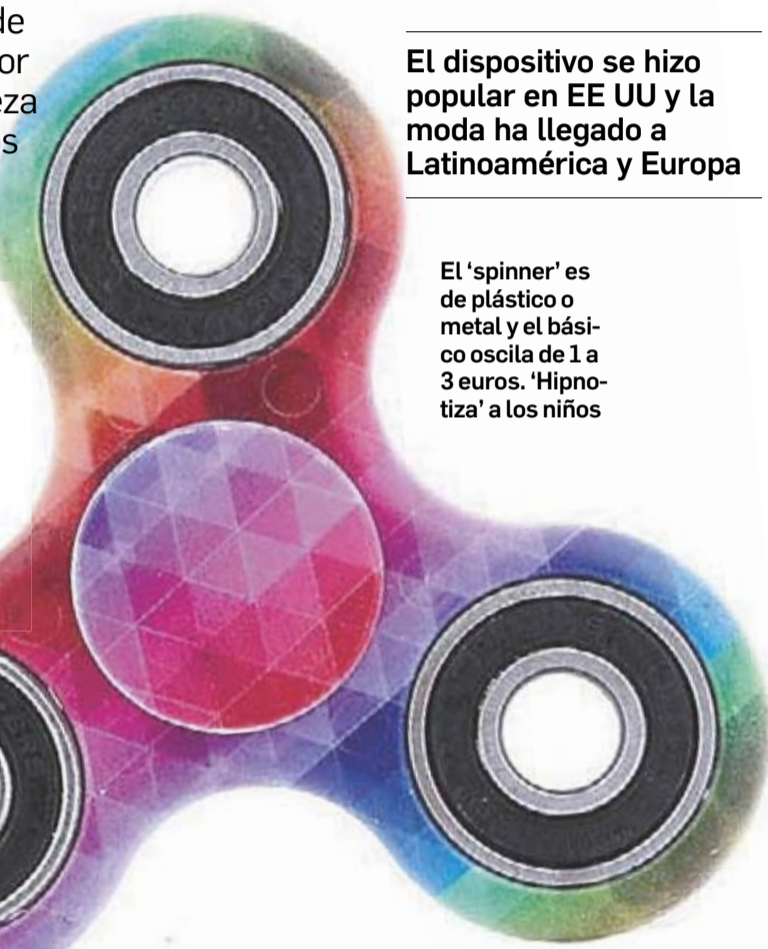 de
El dispositivo se hizo
popular en EE UU y la
moda ha llegado a
Latinoamérica y Europa
El ‘spinner’ es
de plástico o
metal y el bási-
co oscila de 1 a
3 euros. ‘Hipno-
tiza’ a los niños